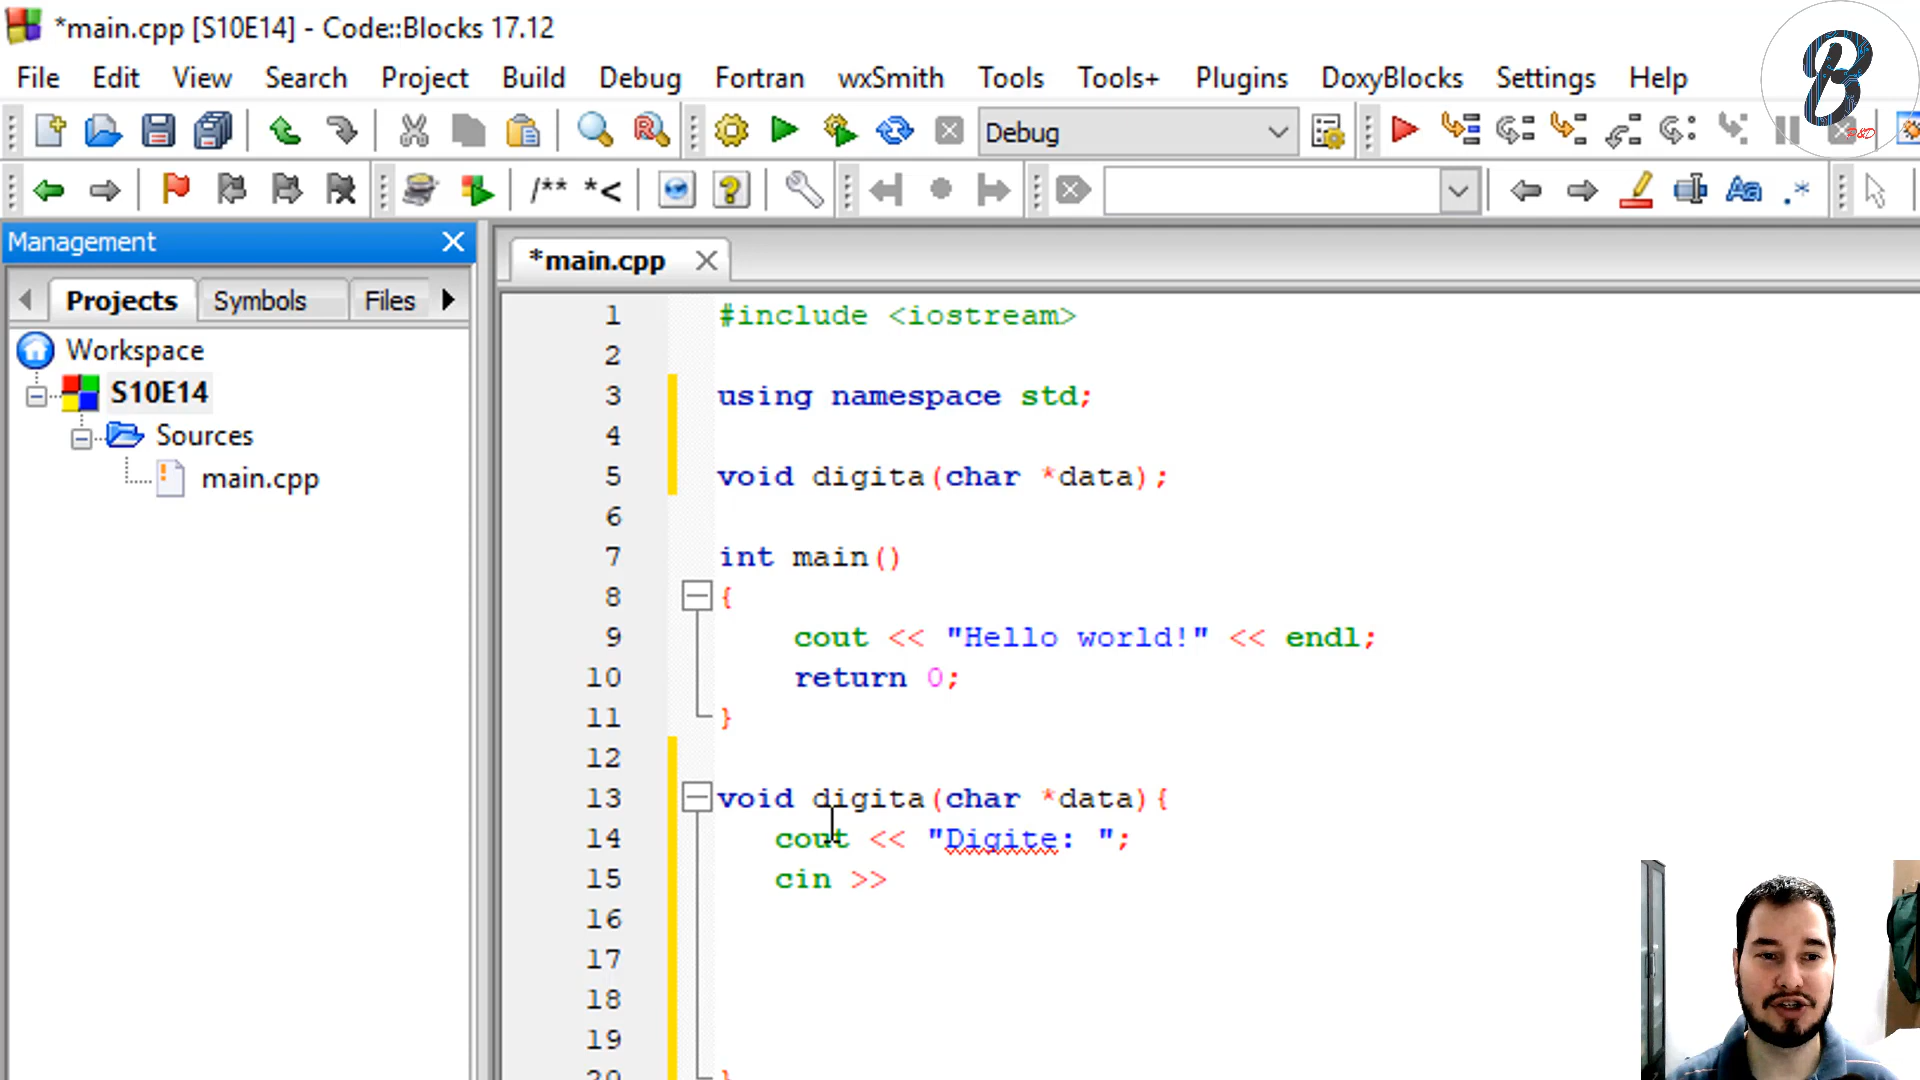 *main.cpp [S10E14] - Code::Blocks 17.12
File Edit View Search Project Build Debug Fortran wxSmith Tools Tools+ Plugins DoxyBlocks Settings Help
Debug
/** *<
Management
Projects Symbols Files
*main.cpp
Workspace
S10E14
Sources
main.cpp
1 #include <iostream>
2
3 using namespace std;
4
5 void digita(char *data);
6
7 int main()
8 {
9 cout << "Hello world!" << endl;
10 return 0;
11 }
12
13 void digita(char *data){
14 cout << "Digite: ";
15 cin >>
16
17
18
19
20 }
B